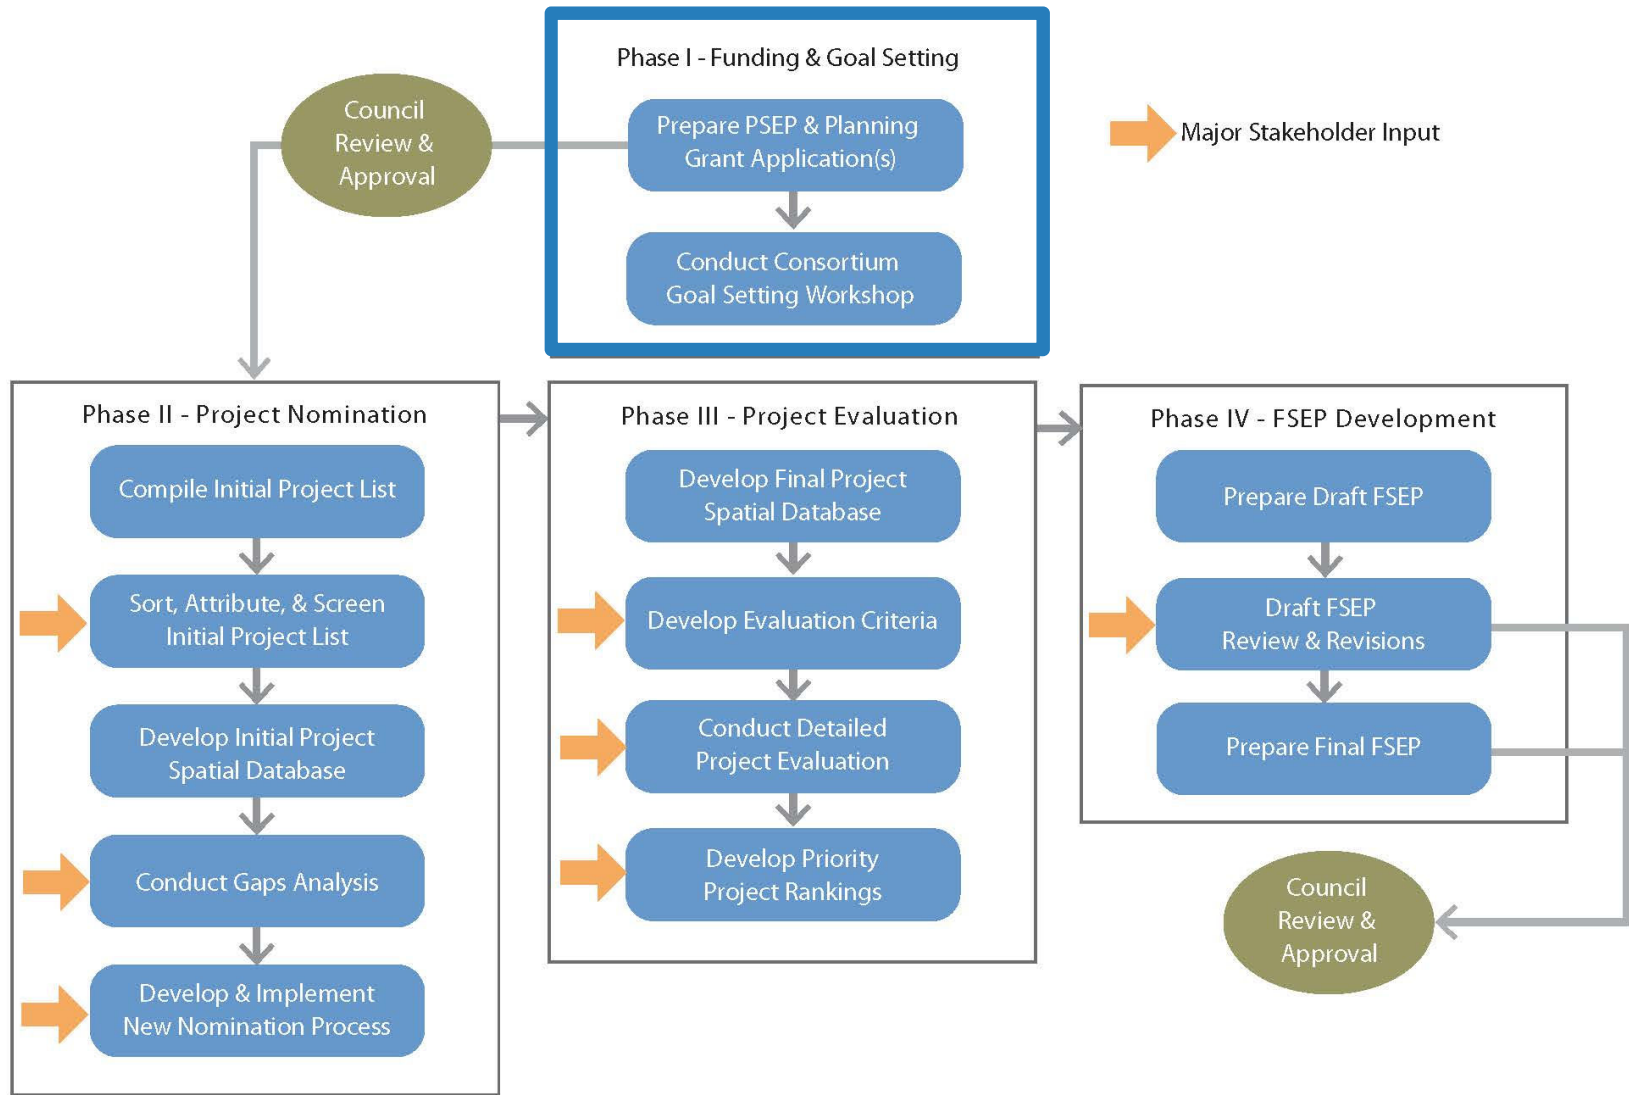 Phase I - Funding & Goal Setting
Prepare PSEP & Planning
Grant Application(s)
Conduct Consortium
Goal Setting Workshop
Council
Review &
Approval
Major Stakeholder Input
Phase II - Project Nomination
Compile Initial Project List
Sort, Attribute, & Screen
Initial Project List
Develop Initial Project
Spatial Database
Conduct Gaps Analysis
Develop & Implement
New Nomination Process
Phase III - Project Evaluation
Develop Final Project
Spatial Database
Develop Evaluation Criteria
Conduct Detailed
Project Evaluation
Develop Priority
Project Rankings
Phase IV - FSEP Development
Prepare Draft FSEP
Draft FSEP
Review & Revisions
Prepare Final FSEP
Council
Review &
Approval